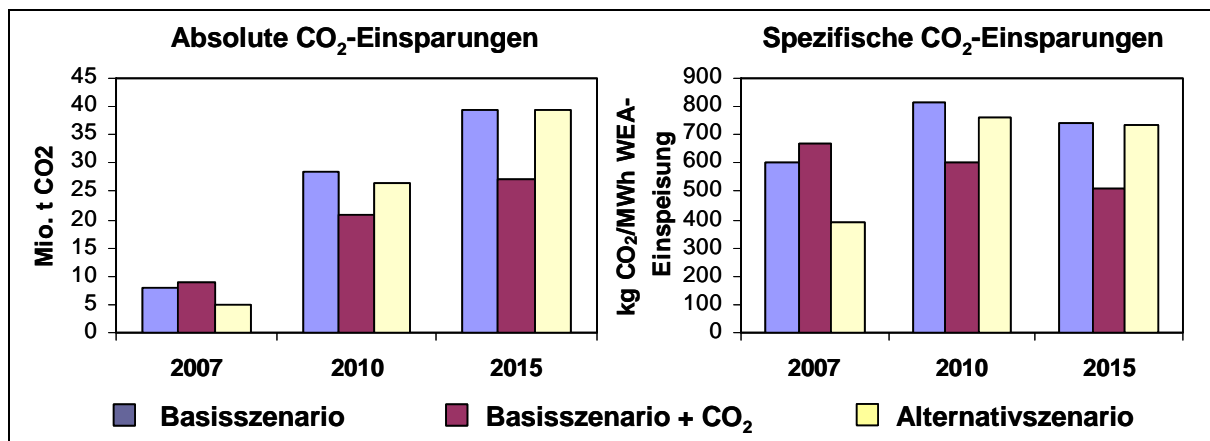 Absolute CO₂-Einsparungen
Mio. t CO2
45
40
35
30
25
20
15
10
5
0
2007 2010 2015
Spezifische CO₂-Einsparungen
kg CO₂/MWh WEA-
Einspeisung
900
800
700
600
500
400
300
200
100
0
2007 2010 2015
Basisszenario Basisszenario + CO₂ Alternativszenario